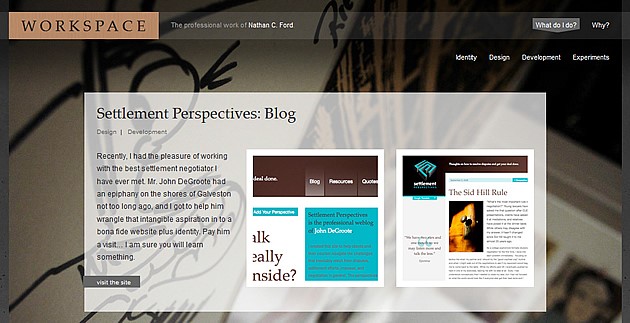 WORKSPACE
The professional work of Nathan C. Ford.
What do I do?
Why?
Identity Design Development Experiments
Settlement Perspectives: Blog
Design | Development
Recently, I had the pleasure of working
with the best settlement negotiator I
have ever met. Mr. John DeGroote had
an epiphany on the shores of Galveston
not too long ago, and I got to help him
wrangle that intangible aspiration in to a
bona fide website plus identity. Pay him
a visit... I am sure you will learn
something.
visit the site
deal done.
Blog Resources Quotes
Add Your Perspective
alk
eally
nside?
Settlement Perspectives
is the professional weblog
of John DeGroote
settlement
The Sid Hill Rule